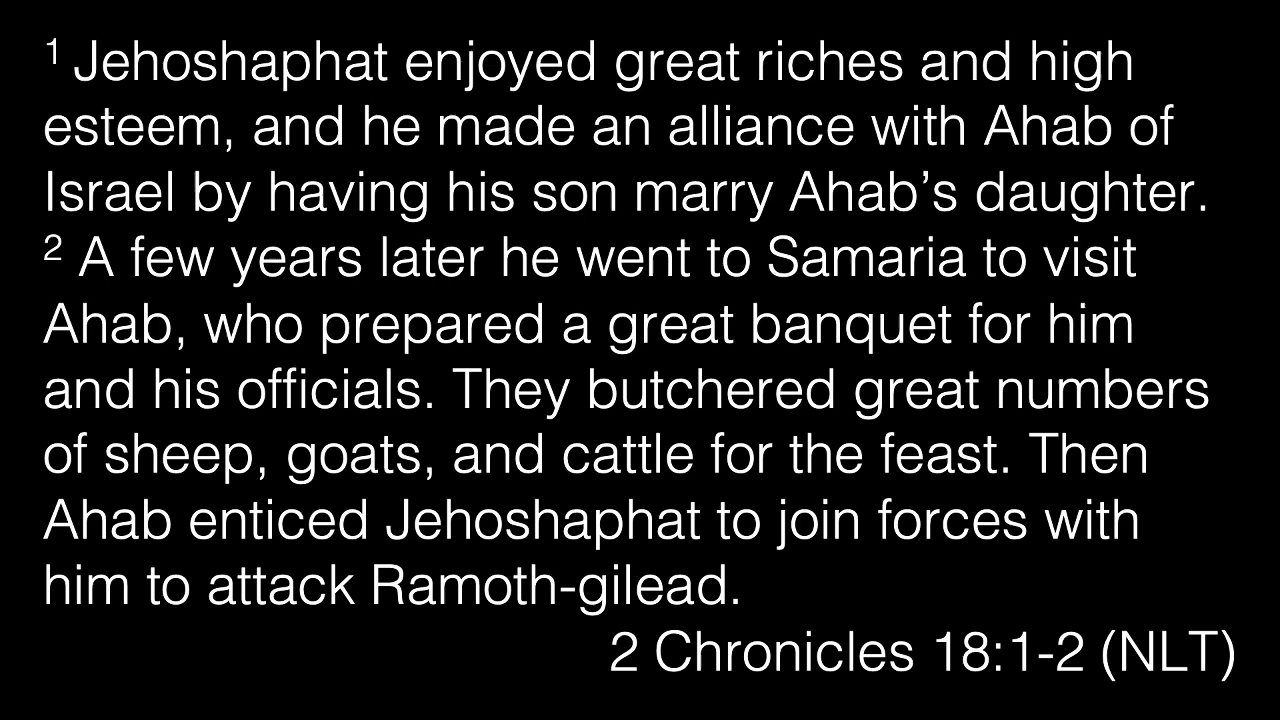 1 Jehoshaphat enjoyed great riches and high
esteem, and he made an alliance with Ahab of
Israel by having his son marry Ahab’s daughter.
2 A few years later he went to Samaria to visit
Ahab, who prepared a great banquet for him
and his officials. They butchered great numbers
of sheep, goats, and cattle for the feast. Then
Ahab enticed Jehoshaphat to join forces with
him to attack Ramoth-gilead.
2 Chronicles 18:1-2 (NLT)